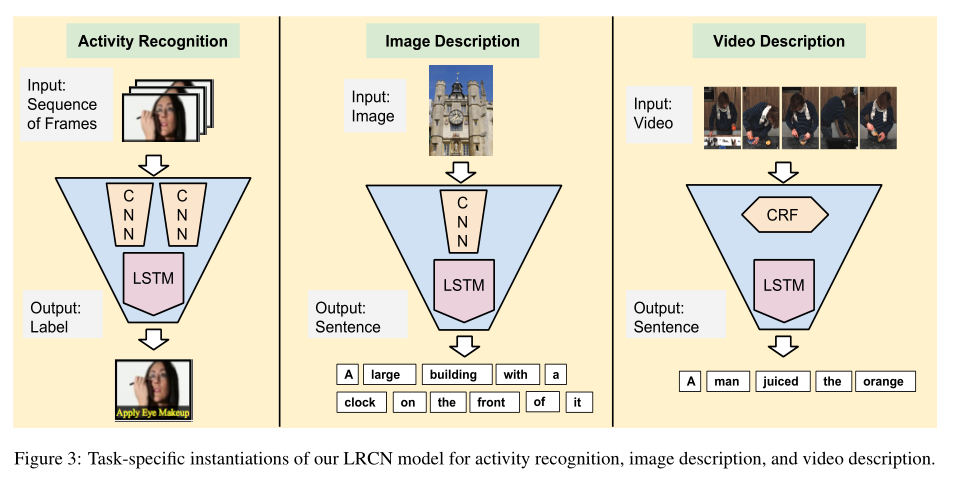 Activity Recognition
Input:
Sequence
of Frames
C
N
N
C
N
N
LSTM
Output:
Label
Apply Eye Makeup
Image Description
Input:
Image
C
N
N
LSTM
Output:
Sentence
A large building with a
clock on the front of it
Video Description
Input:
Video
CRF
LSTM
Output:
Sentence
A man juiced the orange
Figure 3: Task-specific instantiations of our LRCN model for activity recognition, image description, and video description.